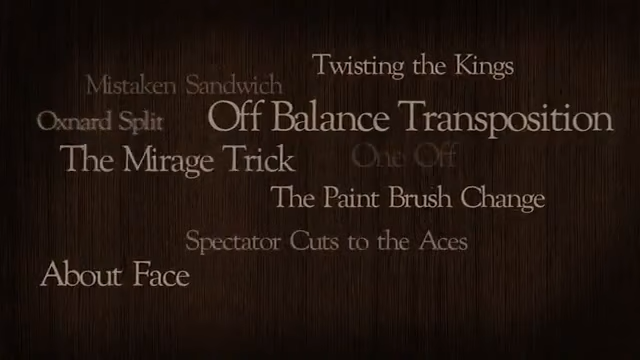 Twisting the Kings
Mistaken Sandwich
Off Balance Transposition
Oxnard Split
The Mirage Trick
One Off
The Paint Brush Change
Spectator Cuts to the Aces
About Face